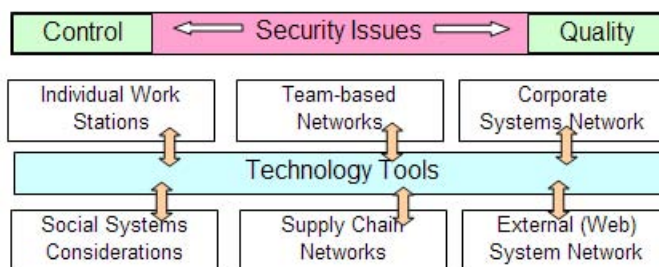 Control
Security Issues
Quality
Individual Work
Stations
Team-based
Networks
Corporate
Systems Network
Technology Tools
Social Systems
Considerations
Supply Chain
Networks
External (Web)
System Network